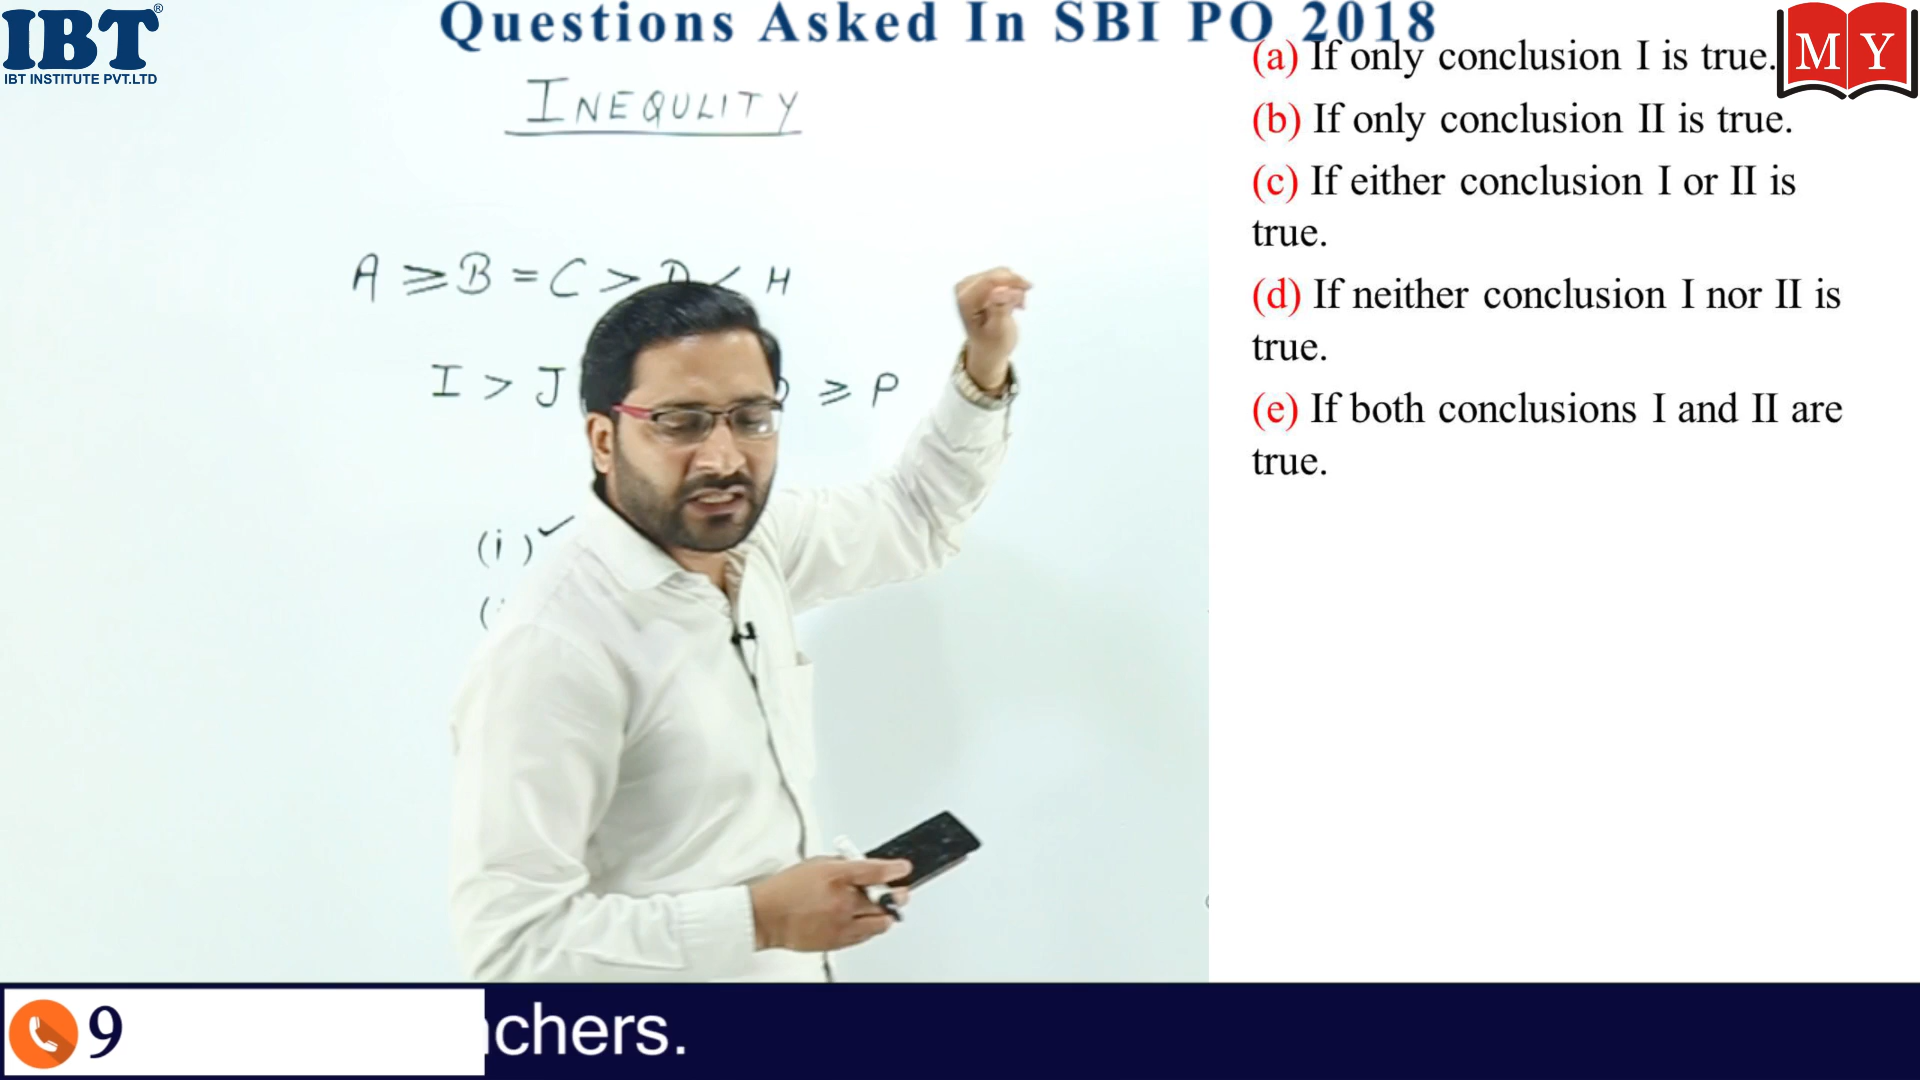 IBT®
IBT INSTITUTE PVT.LTD
Questions Asked In SBI PO 2018
MY
INEQULITY
A ≥ B = C > D < H
I > J
≥ P
(i) ✓
(a) If only conclusion I is true.
(b) If only conclusion II is true.
(c) If either conclusion I or II is
true.
(d) If neither conclusion I nor II is
true.
(e) If both conclusions I and II are
true.
9
chers.